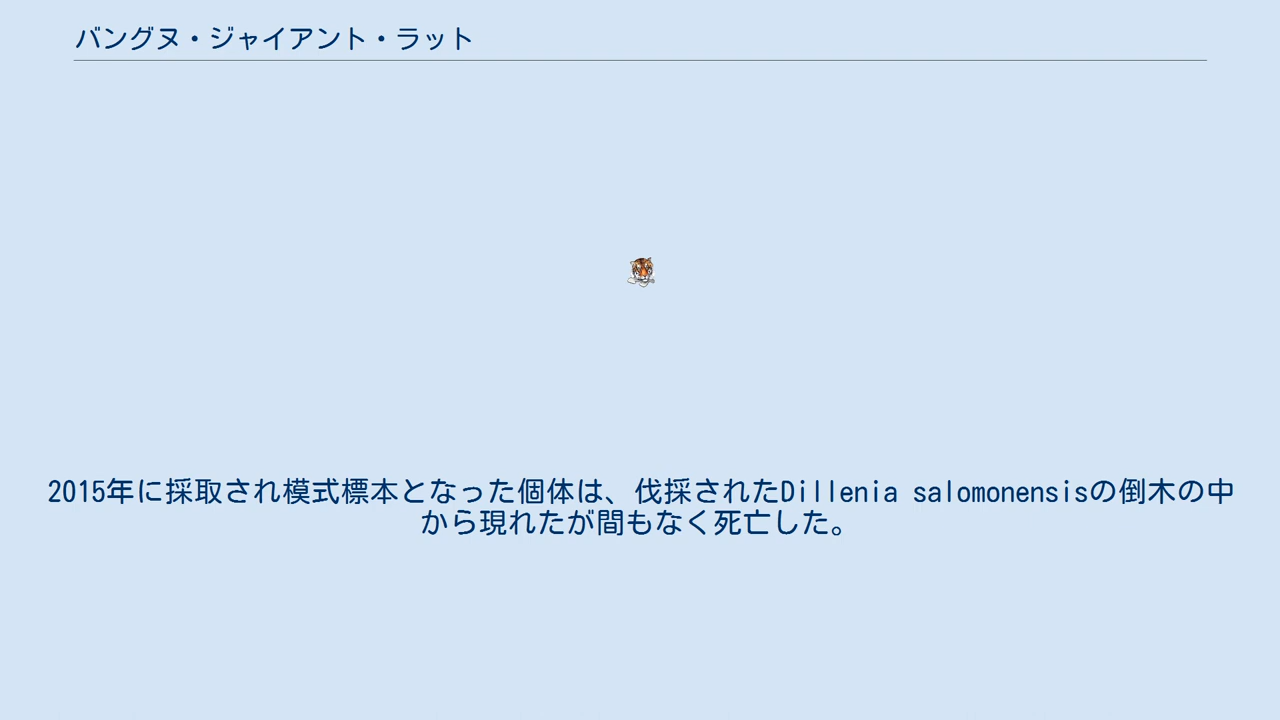 バングヌ・ジャイアント・ラット
2015年に採取され模式標本となった個体は、伐採されたDillenia salomonensisの倒木の中
から現れたが間もなく死亡した。